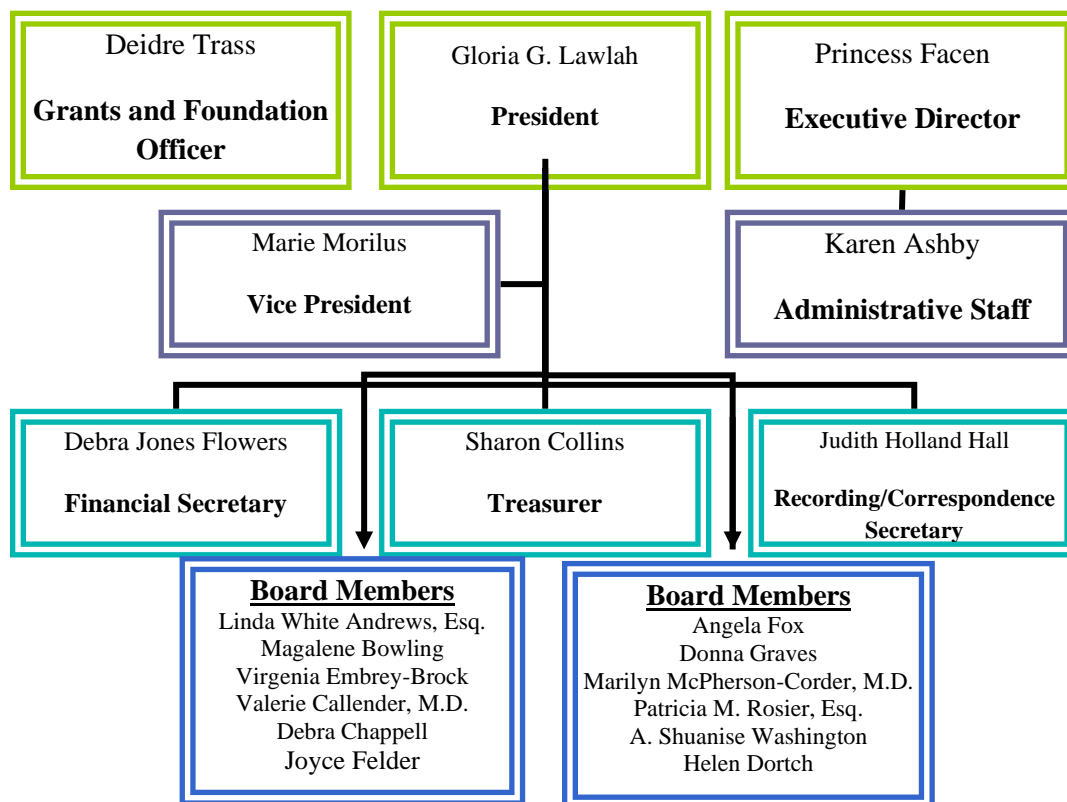 Deidre Trass
Grants and Foundation
Officer
Gloria G. Lawlah
President
Princess Facen
Executive Director
Marie Morilus
Vice President
Karen Ashby
Administrative Staff
Debra Jones Flowers
Financial Secretary
Sharon Collins
Treasurer
Judith Holland Hall
Recording/Correspondence
Secretary
Board Members
Linda White Andrews, Esq.
Magalene Bowling
Virgenia Embrey-Brock
Valerie Callender, M.D.
Debra Chappell
Joyce Felder
Board Members
Angela Fox
Donna Graves
Marilyn McPherson-Corder, M.D.
Patricia M. Rosier, Esq.
A. Shuanise Washington
Helen Dortch